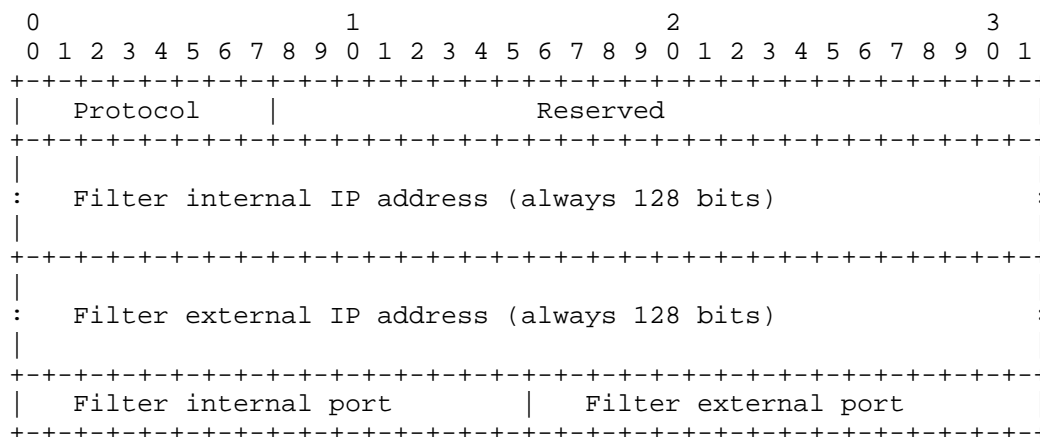 0                   1                   2                   3
 0 1 2 3 4 5 6 7 8 9 0 1 2 3 4 5 6 7 8 9 0 1 2 3 4 5 6 7 8 9 0 1
+-+-+-+-+-+-+-+-+-+-+-+-+-+-+-+-+-+-+-+-+-+-+-+-+-+-+-+-+-+-+-+-
|   Protocol    |                Reserved
+-+-+-+-+-+-+-+-+-+-+-+-+-+-+-+-+-+-+-+-+-+-+-+-+-+-+-+-+-+-+-+-
|
:   Filter internal IP address (always 128 bits)                :
|
+-+-+-+-+-+-+-+-+-+-+-+-+-+-+-+-+-+-+-+-+-+-+-+-+-+-+-+-+-+-+-+-
|
:   Filter external IP address (always 128 bits)                :
|
+-+-+-+-+-+-+-+-+-+-+-+-+-+-+-+-+-+-+-+-+-+-+-+-+-+-+-+-+-+-+-+-
|   Filter internal port        |   Filter external port
+-+-+-+-+-+-+-+-+-+-+-+-+-+-+-+-+-+-+-+-+-+-+-+-+-+-+-+-+-+-+-+-